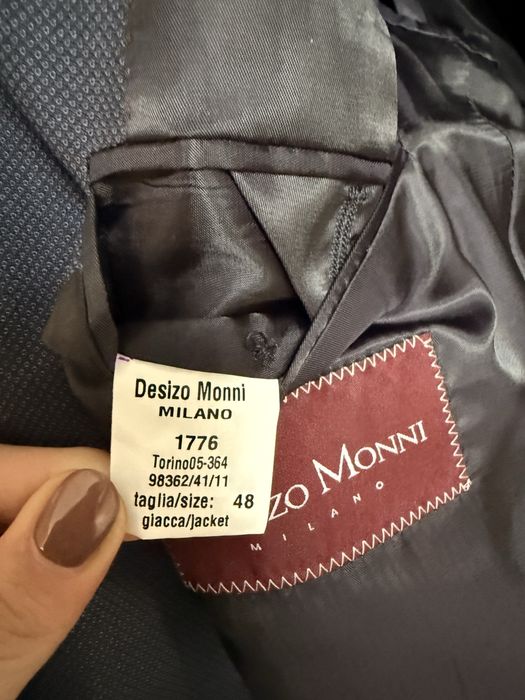 Desizo Monni
MILANO
1776
Torino05-364
98362/41/11
taglia/size: 48
giacca/jacket
ZO MONNI
MILANO